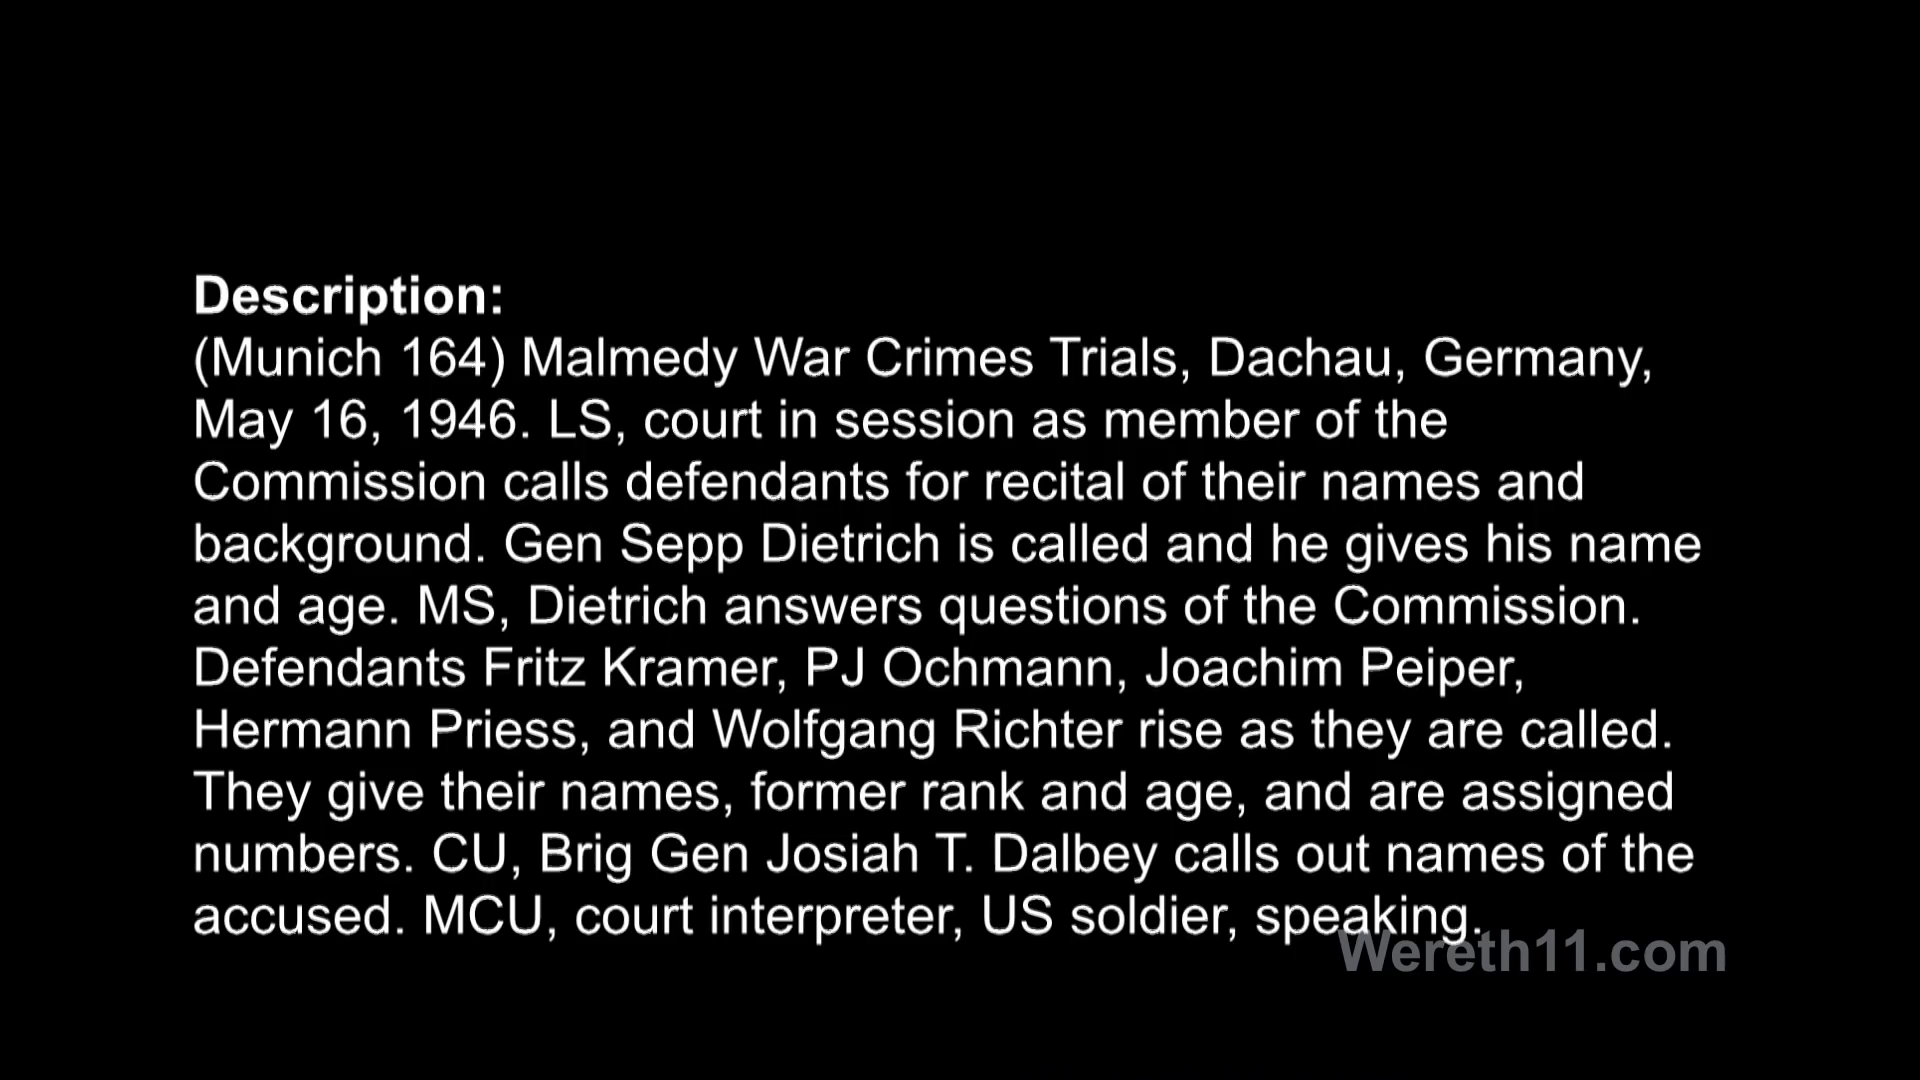 Description:
(Munich 164) Malmedy War Crimes Trials, Dachau, Germany,
May 16, 1946. LS, court in session as member of the
Commission calls defendants for recital of their names and
background. Gen Sepp Dietrich is called and he gives his name
and age. MS, Dietrich answers questions of the Commission.
Defendants Fritz Kramer, PJ Ochmann, Joachim Peiper,
Hermann Priess, and Wolfgang Richter rise as they are called.
They give their names, former rank and age, and are assigned
numbers. CU, Brig Gen Josiah T. Dalbey calls out names of the
accused. MCU, court interpreter, US soldier, speaking.
Wereth11.com